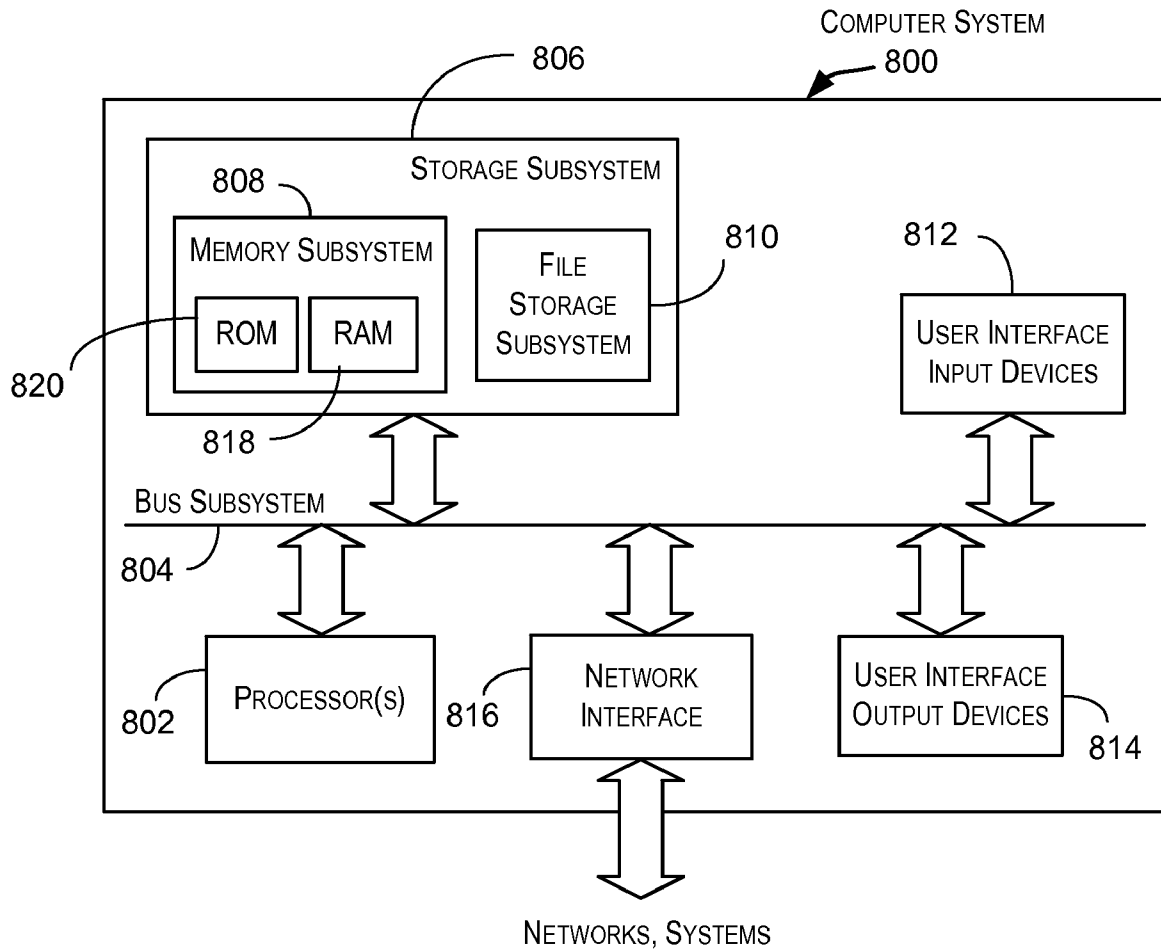 COMPUTER SYSTEM
800
806
STORAGE SUBSYSTEM
808
MEMORY SUBSYSTEM
ROM
RAM
820
818
FILE
STORAGE
SUBSYSTEM
810
812
USER INTERFACE
INPUT DEVICES
BUS SUBSYSTEM
804
PROCESSOR(S)
802
NETWORK
INTERFACE
816
USER INTERFACE
OUTPUT DEVICES
814
NETWORKS, SYSTEMS